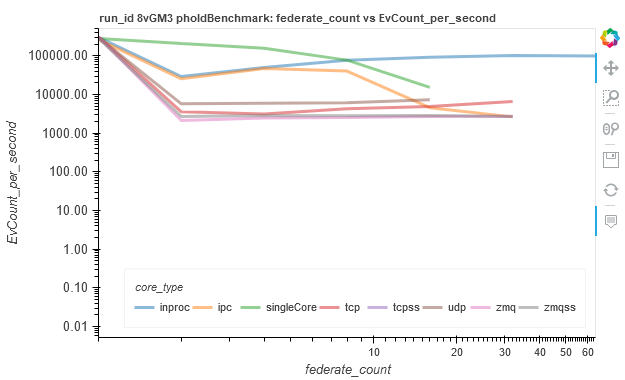 run_id 8vGM3 pholdBenchmark: federate_count vs EvCount_per_second
100000.00
10000.00
1000.00
100.00
10.00
1.00
0.10
0.01
EvCount_per_second
core_type
inproc ipc singleCore tcp tcpss udp zmq zmqss
10 20 30 40 50 60
federate_count